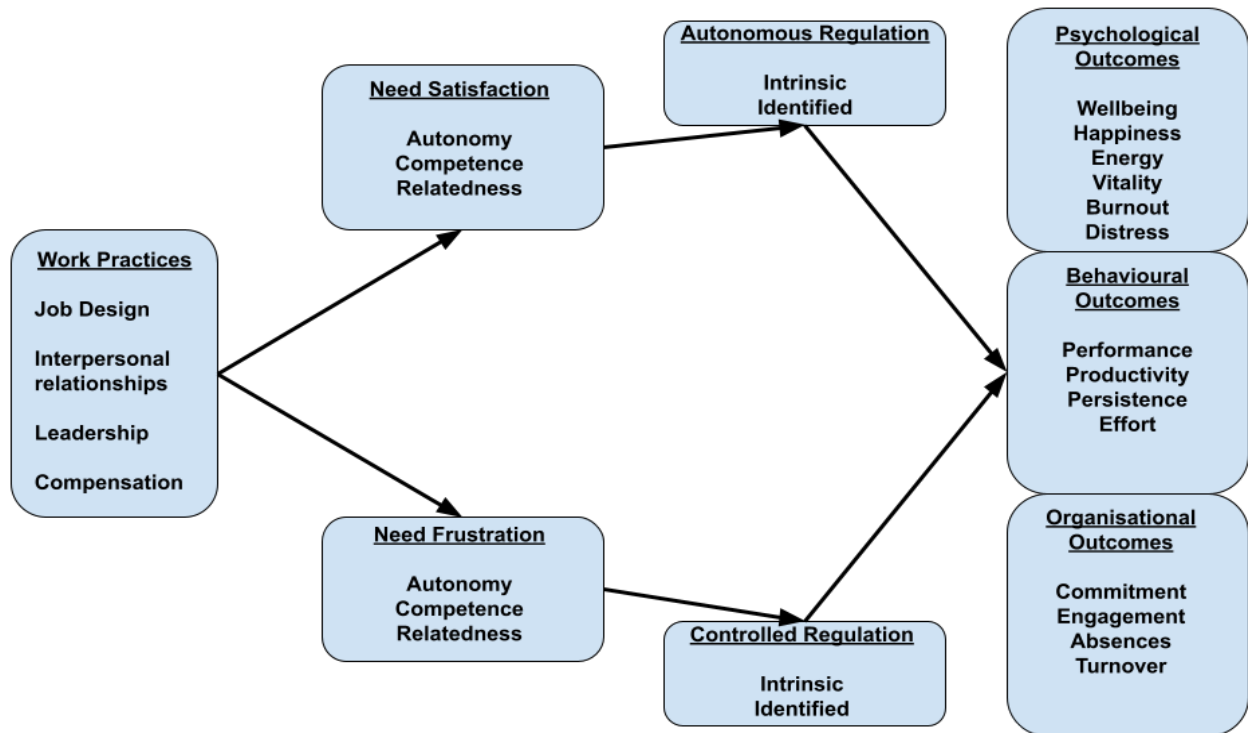 Work Practices
Job Design
Interpersonal
relationships
Leadership
Compensation
Need Satisfaction
Autonomy
Competence
Relatedness
Need Frustration
Autonomy
Competence
Relatedness
Autonomous Regulation
Intrinsic
Identified
Controlled Regulation
Intrinsic
Identified
Psychological
Outcomes
Wellbeing
Happiness
Energy
Vitality
Burnout
Distress
Behavioural
Outcomes
Performance
Productivity
Persistence
Effort
Organisational
Outcomes
Commitment
Engagement
Absences
Turnover